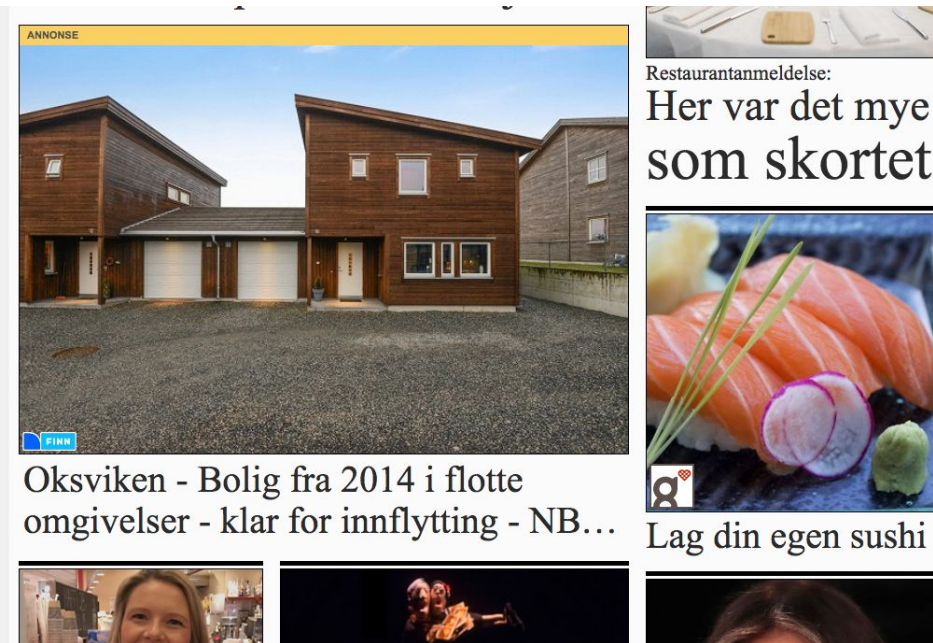 ANNONSE
FINN
Oksviken - Bolig fra 2014 i flotte
omgivelser - klar for innflytting - NB…
Restaurantanmeldelse:
Her var det mye
som skortet
g
Lag din egen sushi